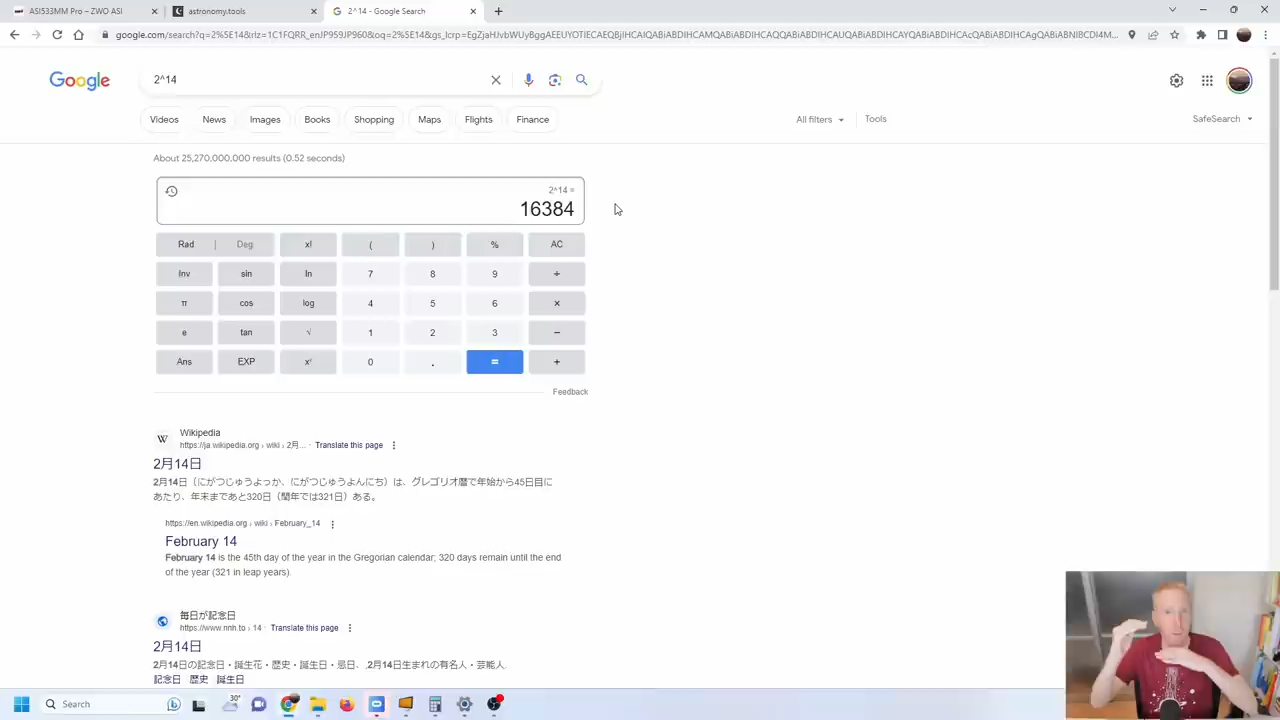 ASI533MM Pro – ZWO ASI
astronomy.tools
2^14 - Google Search
Google
2^14
Videos
News
Images
Books
Shopping
Maps
Flights
Finance
All filters
Tools
SafeSearch
About 25,270,000,000 results (0.52 seconds)
2^14 =
16384
Rad | Deg x! ( ) % AC
Inv sin ln 7 8 9 ÷
π cos log 4 5 6 ×
e tan √ 1 2 3 −
Ans EXP xʸ 0 . = +
Feedback
W
Wikipedia
https://ja.wikipedia.org › wiki › 2月... · Translate this page
2月14日
2月14日（にがつじゅうよっか、にがつじゅうよんにち）は、グレゴリオ暦で年始から45日目に
あたり、年末まであと320日（閏年では321日）ある。
https://en.wikipedia.org › wiki › February_14
February 14
February 14 is the 45th day of the year in the Gregorian calendar; 320 days remain until the end
of the year (321 in leap years).
毎日が記念日
https://www.nnh.to › 14 · Translate this page
2月14日
2月14日の記念日・誕生花・歴史・誕生日・忌日、.2月14日生まれの有名人・芸能人.
記念日 歴史 誕生日
Search
30°